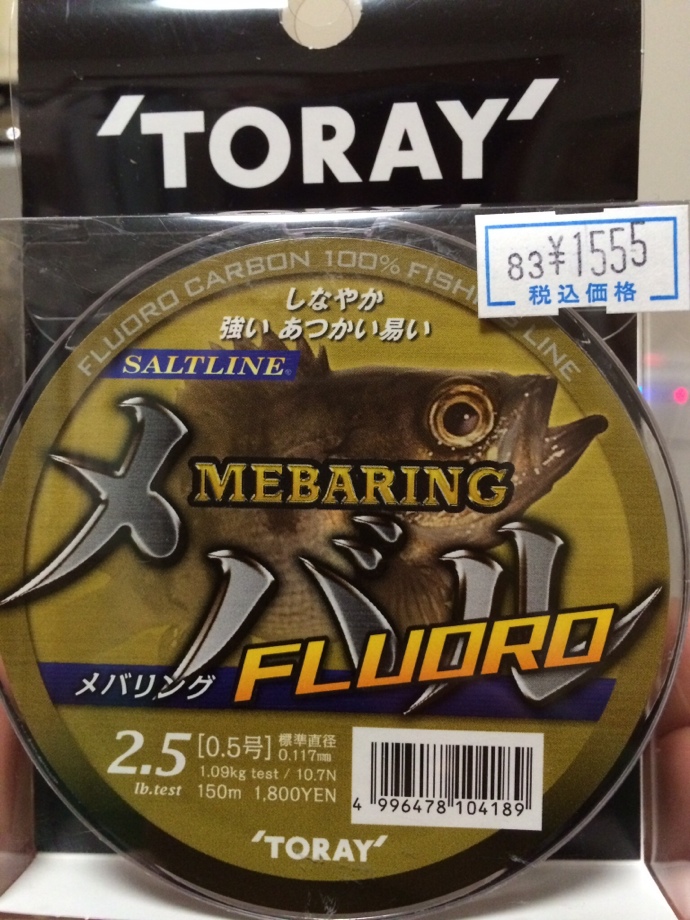 'TORAY'
83 ¥1555
税込価格
FLUORO CARBON 100% FISHING LINE
しなやか
強い あつかい易い
SALTLINE
メバル
MEBARING
FLUORO
メバリング
2.5 [0.5号] 標準直径
0.117mm
lb.test
1.09kg test / 10.7N
150m 1,800YEN
4 996478 104189
'TORAY'